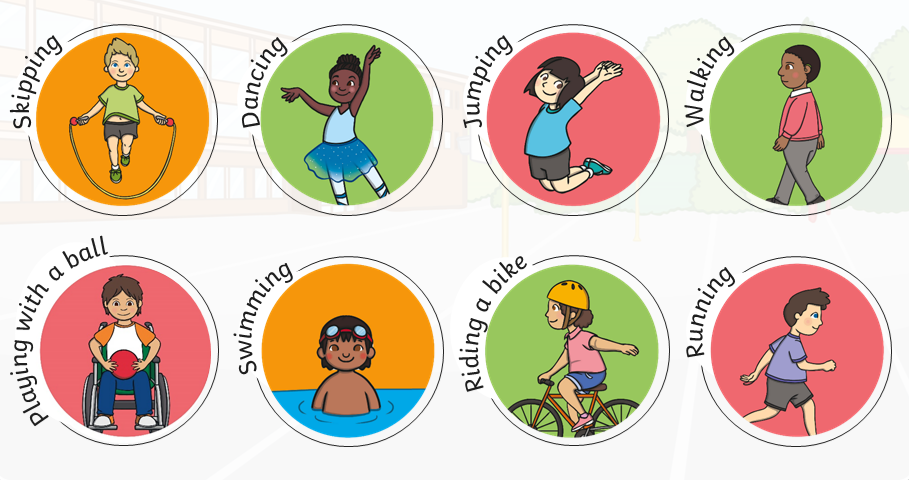 Skipping
Dancing
Jumping
Walking
Playing with a ball
Swimming
Riding a bike
Running